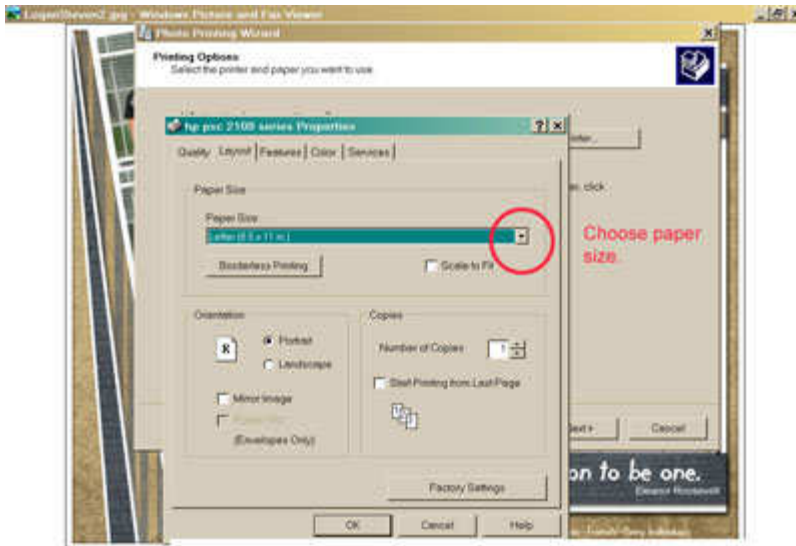 LoganSteven2.jpg - Windows Picture and Fax Viewer
Photo Printing Wizard
Printing Options
Select the printer and paper you want to use.
hp psc 2100 series Properties
Quality Layout Features Color Services
Paper Size
Paper Size
Letter (8.5 x 11 in.)
Borderless Printing
Scale to Fit
click
Choose paper
size.
Orientation
Portrait
Landscape
Mirror Image
(Envelopes Only)
Copies
Number of Copies
1
Start Printing from Last Page
Factory Settings
OK Cancel Help
Cancel
on to be one.
Eleanor Roosevelt